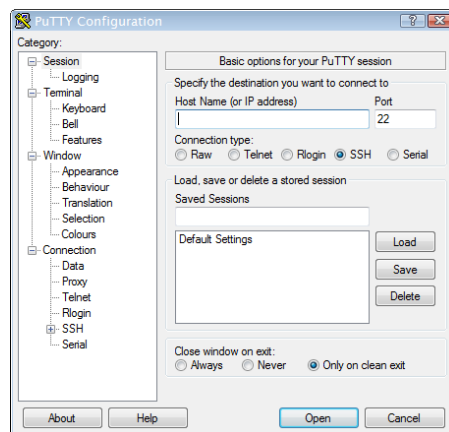 PuTTY Configuration
Category:
Session
Logging
Terminal
Keyboard
Bell
Features
Window
Appearance
Behaviour
Translation
Selection
Colours
Connection
Data
Proxy
Telnet
Rlogin
SSH
Serial
Basic options for your PuTTY session
Specify the destination you want to connect to
Host Name (or IP address) Port
22
Connection type:
Raw Telnet Rlogin SSH Serial
Load, save or delete a stored session
Saved Sessions
Default Settings
Load
Save
Delete
Close window on exit:
Always Never Only on clean exit
About Help Open Cancel